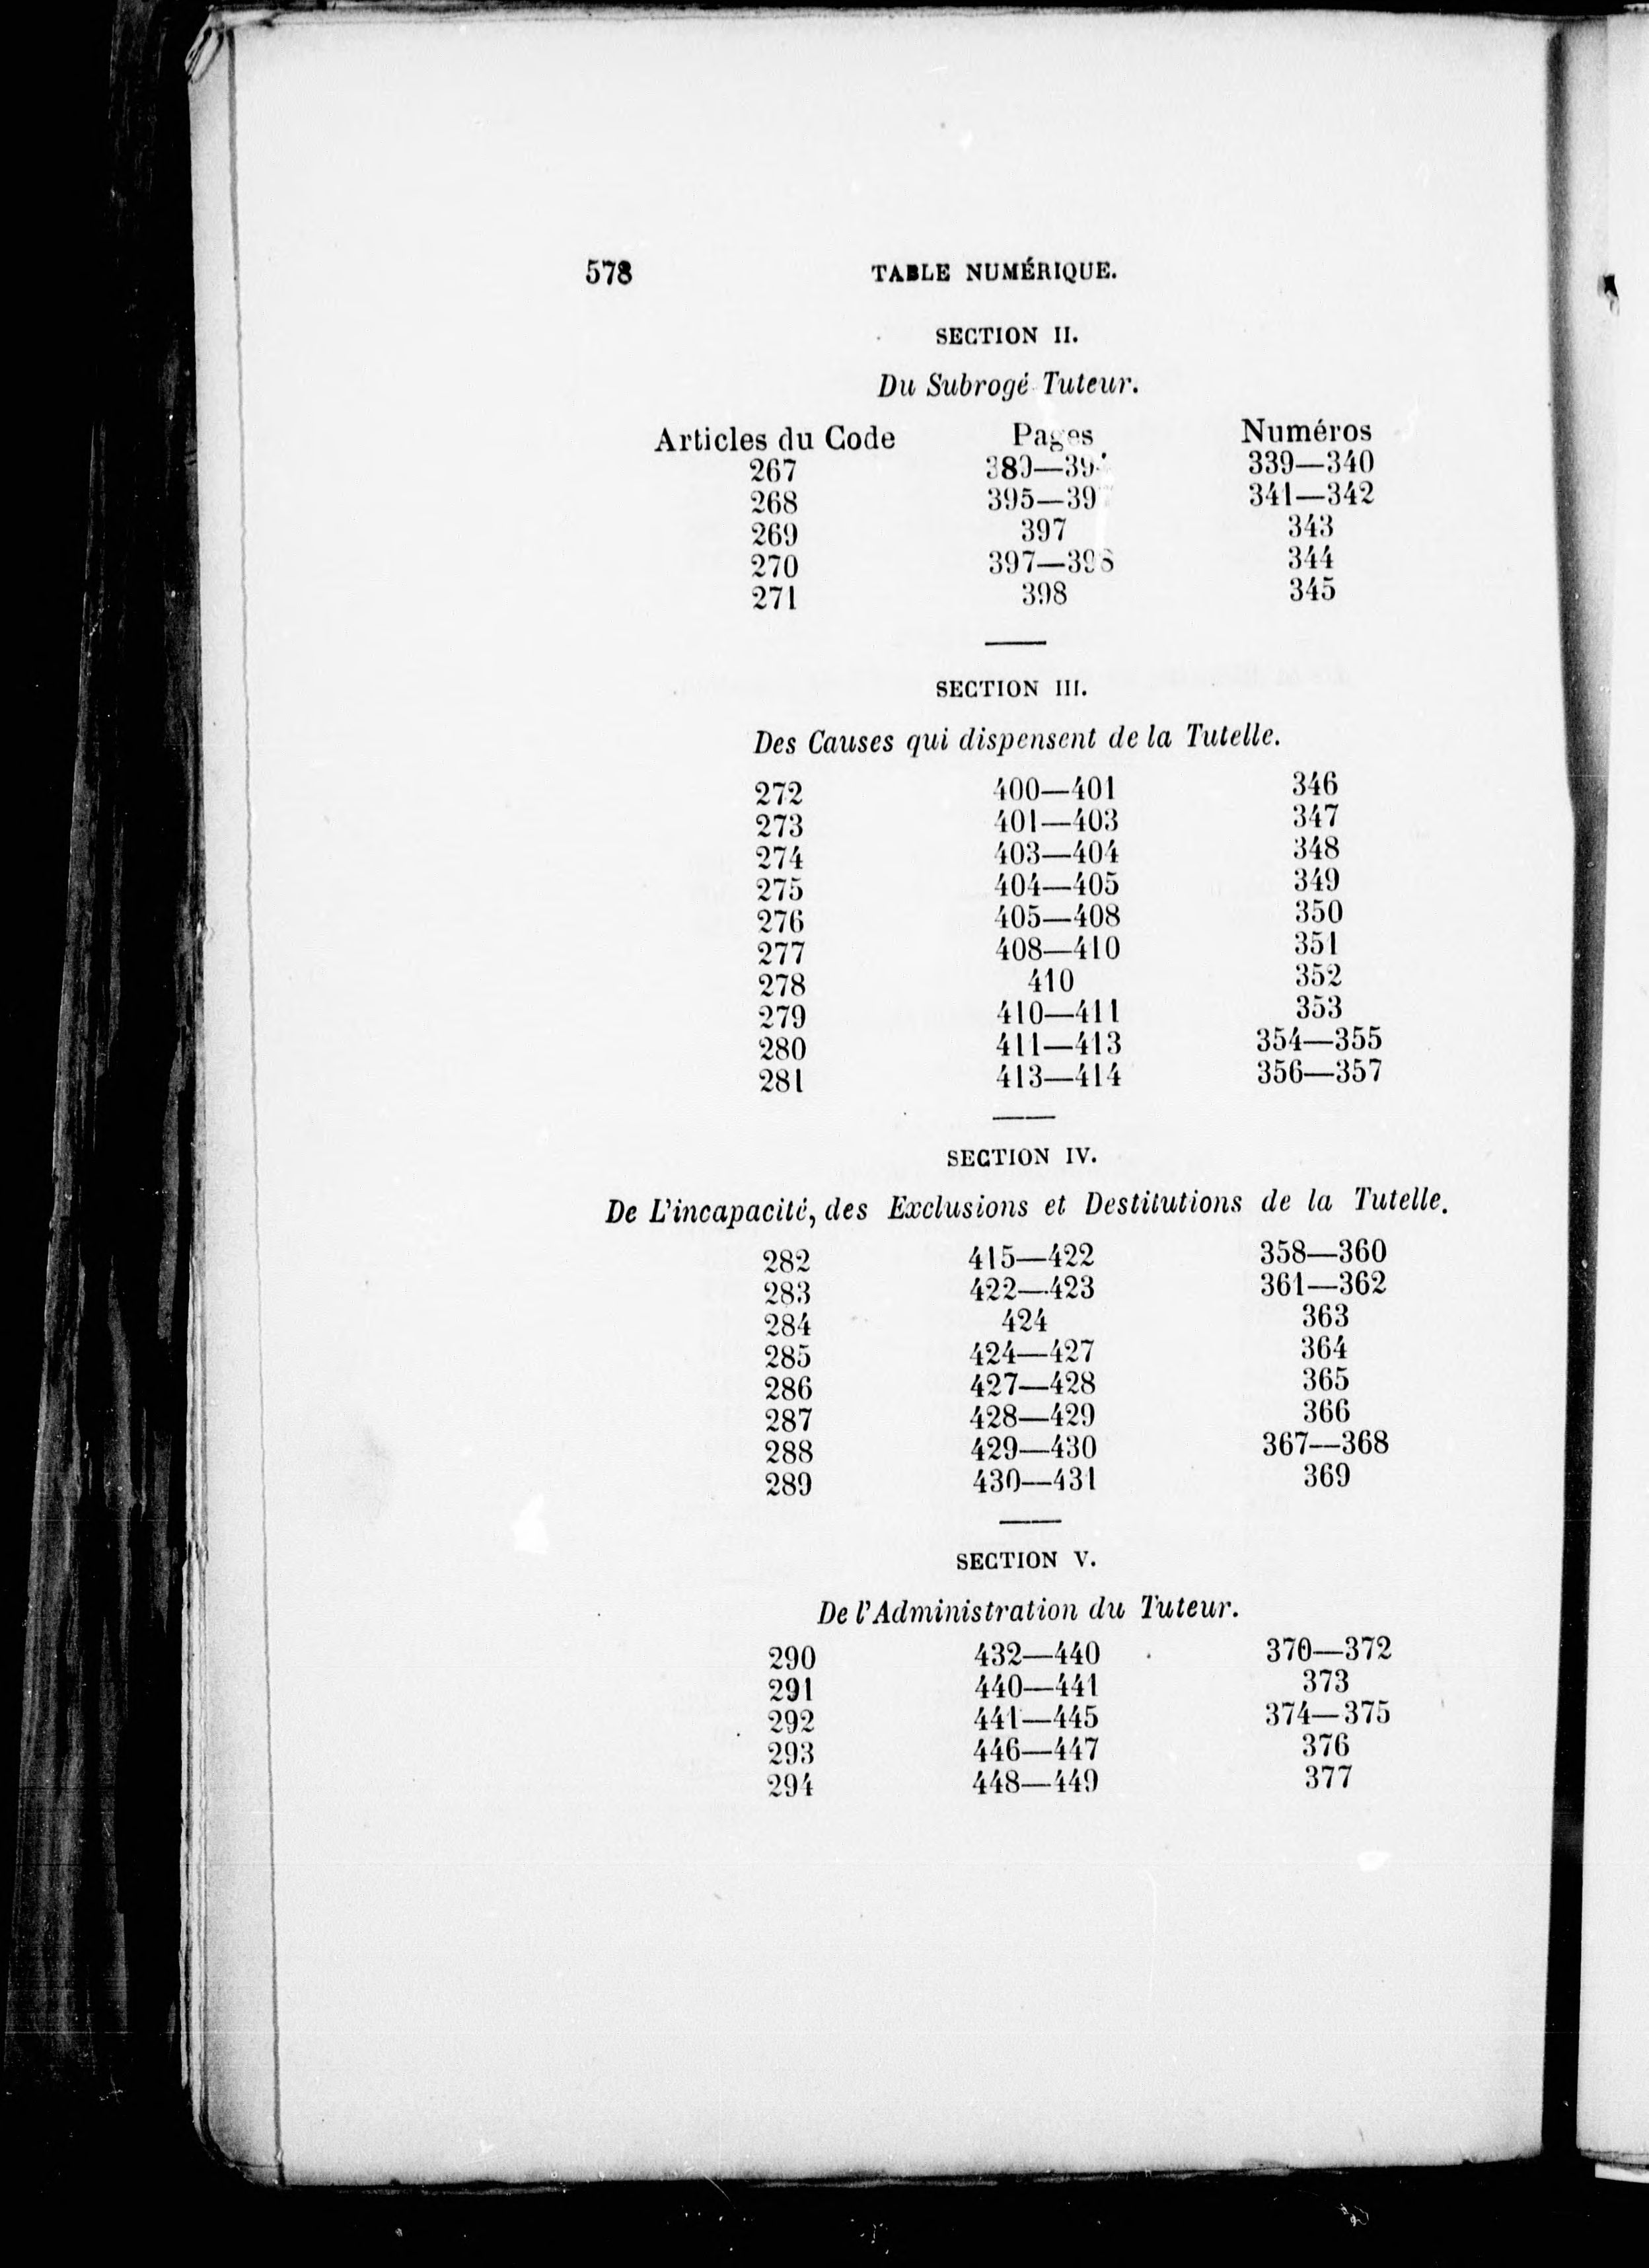 578 TABLE NUMÉRIQUE.
SECTION II.
Du Subrogé Tuteur.
Articles du Code Pages Numéros
267 339—340
268 341—342
269 397 343
270 397—398 344
271 398 345
SECTION III.
Des Causes qui dispensent de la Tutelle.
272 400—401 346
273 401—403 347
274 403—404 348
275 404—405 349
276 405—408 350
277 408—410 351
278 410 352
279 410—411 353
280 411—413 354—355
281 413—414 356—357
SECTION IV.
De L'incapacité, des Exclusions et Destitutions de la Tutelle.
282 415—422 358—360
283 422—423 361—362
284 424 363
285 424—427 364
286 427—428 365
287 428—429 366
288 429—430 367—368
289 430—431 369
SECTION V.
De l'Administration du Tuteur.
290 432—440 370—372
291 440—441 373
292 441—445 374—375
293 446—447 376
294 448—449 377